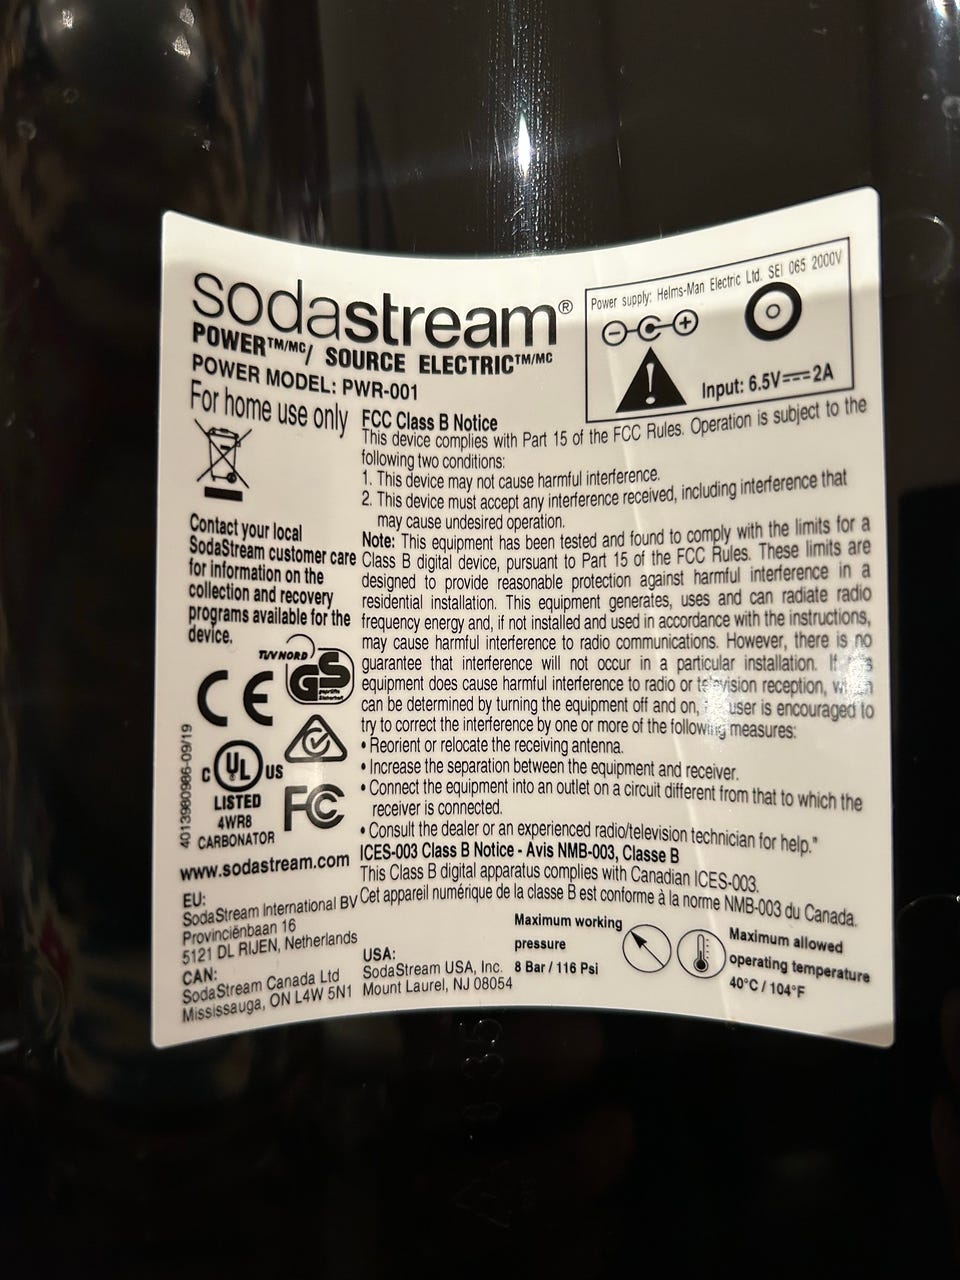 sodastream®
POWER™/MC/ SOURCE ELECTRIC™/MC
POWER MODEL: PWR-001
For home use only
Power supply: Helms-Man Electric Ltd. SEI 065 2000V
Input: 6.5V⎓2A
FCC Class B Notice
This device complies with Part 15 of the FCC Rules. Operation is subject to the
following two conditions:
1. This device may not cause harmful interference.
2. This device must accept any interference received, including interference that
may cause undesired operation.
Note: This equipment has been tested and found to comply with the limits for a
Class B digital device, pursuant to Part 15 of the FCC Rules. These limits are
designed to provide reasonable protection against harmful interference in a
residential installation. This equipment generates, uses and can radiate radio
frequency energy and, if not installed and used in accordance with the instructions,
may cause harmful interference to radio communications. However, there is no
guarantee that interference will not occur in a particular installation. If
equipment does cause harmful interference to radio or television reception,
can be determined by turning the equipment off and on, user is encouraged to
try to correct the interference by one or more of the following measures:
• Reorient or relocate the receiving antenna.
• Increase the separation between the equipment and receiver.
• Connect the equipment into an outlet on a circuit different from that to which the
receiver is connected.
• Consult the dealer or an experienced radio/television technician for help."
ICES-003 Class B Notice - Avis NMB-003, Classe B
This Class B digital apparatus complies with Canadian ICES-003.
Cet appareil numérique de la classe B est conforme à la norme NMB-003 du Canada.
Contact your local
SodaStream customer care
for information on the
collection and recovery
programs available for the
device.
TÜV NORD
GS
geprüfte
Sicherheit
CE
4013980986-09/19
C UL US
LISTED
4WR8
CARBONATOR
FC
www.sodastream.com
EU:
SodaStream International BV
Provinciënbaan 16
5121 DL RIJEN, Netherlands
CAN:
SodaStream Canada Ltd
Mississauga, ON L4W 5N1
USA:
SodaStream USA, Inc.
Mount Laurel, NJ 08054
Maximum working
pressure
8 Bar / 116 Psi
Maximum allowed
operating temperature
40°C / 104°F